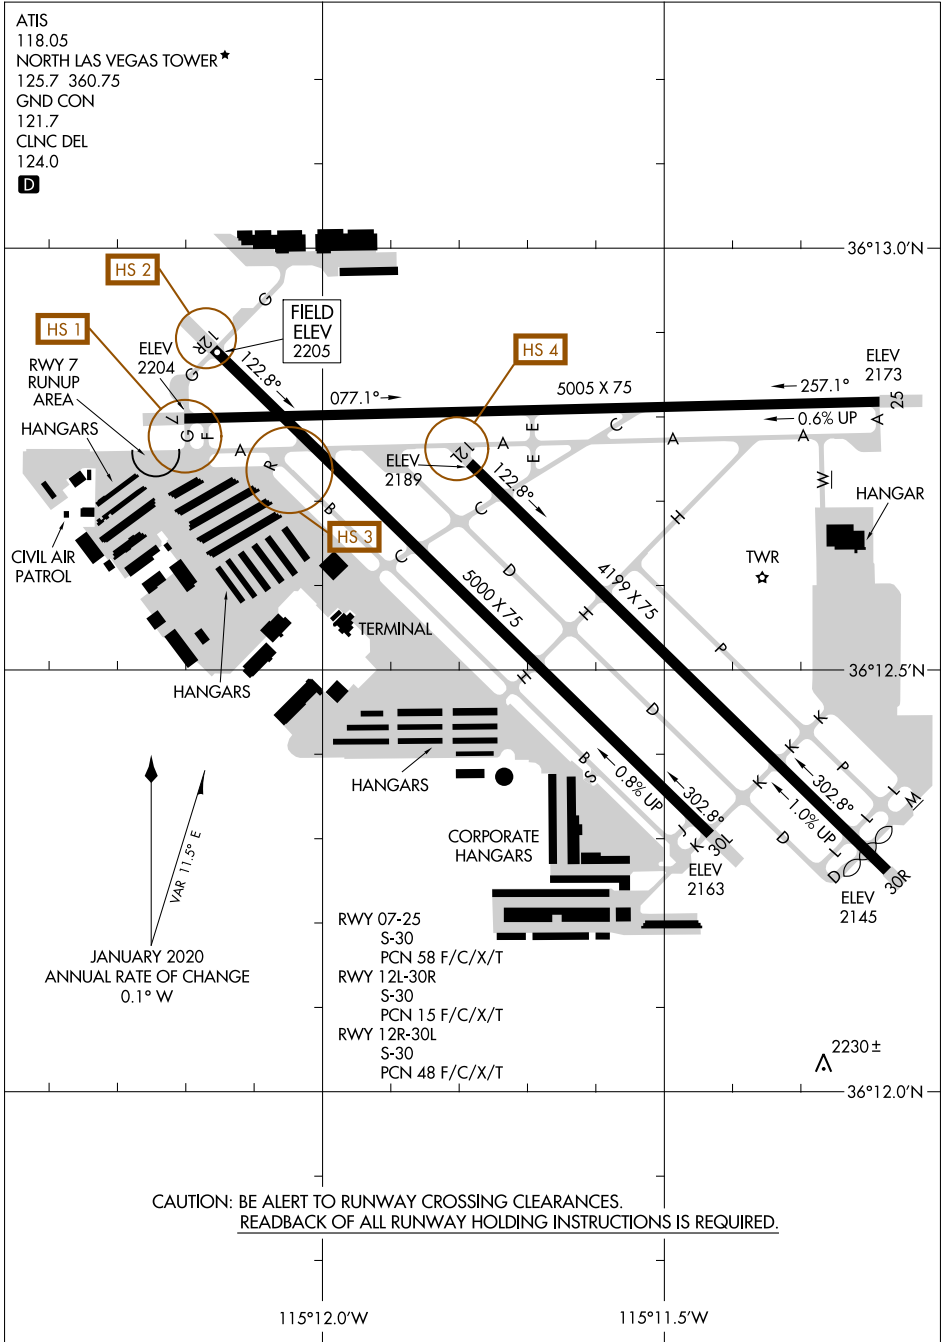 ATIS
118.05
NORTH LAS VEGAS TOWER★
125.7 360.75
GND CON
121.7
CLNC DEL
124.0
D
36°13.0'N
HS 2
G
FIELD
ELEV
2205
HS 1
ELEV
2204
12R
HS 4
RWY 7
RUNUP
AREA
G
122.8°
ELEV
2173
077.1°
5005 X 75
257.1°
25
HANGARS
7
G
F
A
R
12L
A
E
E
C
A
A
0.6% UP
A
ELEV
2189
122.8°
W
HANGAR
B
C
C
H
HS 3
CIVIL AIR
PATROL
D
TWR
5000 X 75
4199 X 75
H
H
TERMINAL
P
HANGARS
H
36°12.5'N
D
K
K
P
HANGARS
B
S
0.8% UP
302.8°
K
302.8°
L
M
1.0% UP
L
VAR 11.5° E
CORPORATE
HANGARS
J
K
30L
D
L
D
ELEV
2163
30R
ELEV
2145
RWY 07-25
S-30
PCN 58 F/C/X/T
RWY 12L-30R
S-30
PCN 15 F/C/X/T
RWY 12R-30L
S-30
PCN 48 F/C/X/T
JANUARY 2020
ANNUAL RATE OF CHANGE
0.1° W
2230±
36°12.0'N
CAUTION: BE ALERT TO RUNWAY CROSSING CLEARANCES.
READBACK OF ALL RUNWAY HOLDING INSTRUCTIONS IS REQUIRED.
115°12.0'W
115°11.5'W